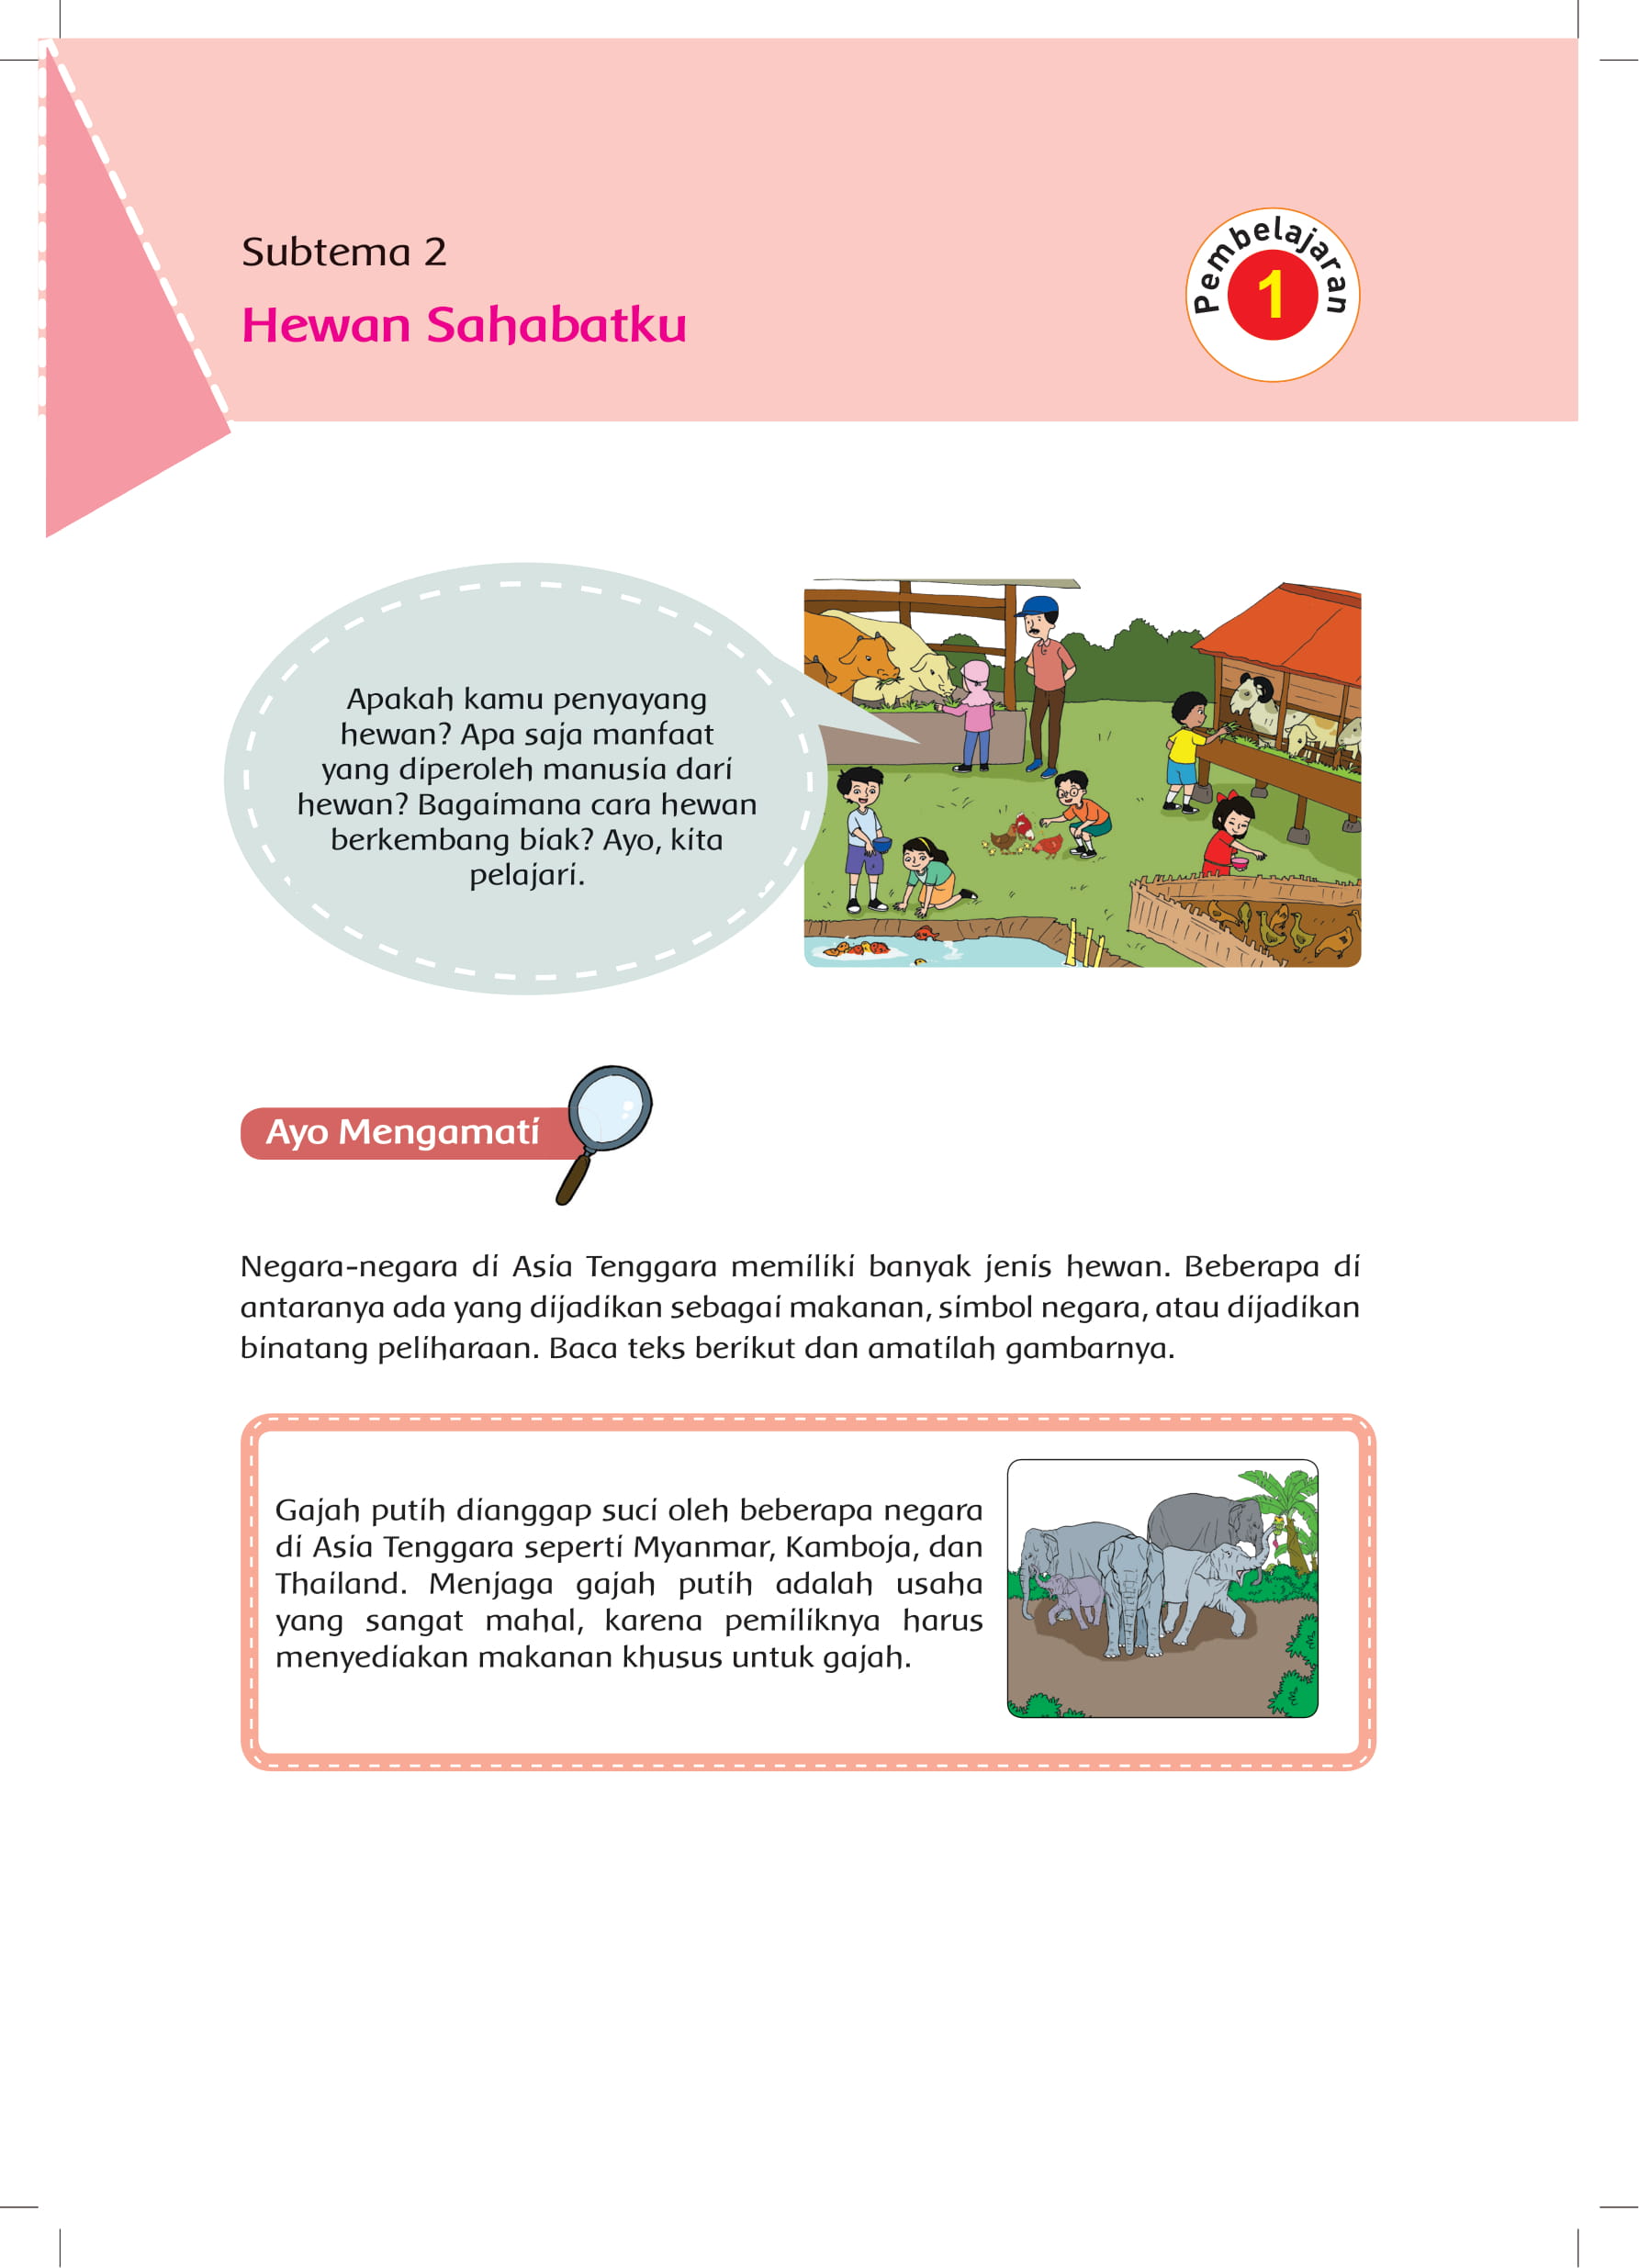 Subtema 2
Hewan Sahabatku
Pembelajaran
1
Apakah kamu penyayang
hewan? Apa saja manfaat
yang diperoleh manusia dari
hewan? Bagaimana cara hewan
berkembang biak? Ayo, kita
pelajari.
Ayo Mengamati
Negara-negara di Asia Tenggara memiliki banyak jenis hewan. Beberapa di
antaranya ada yang dijadikan sebagai makanan, simbol negara, atau dijadikan
binatang peliharaan. Baca teks berikut dan amatilah gambarnya.
Gajah putih dianggap suci oleh beberapa negara
di Asia Tenggara seperti Myanmar, Kamboja, dan
Thailand. Menjaga gajah putih adalah usaha
yang sangat mahal, karena pemiliknya harus
menyediakan makanan khusus untuk gajah.